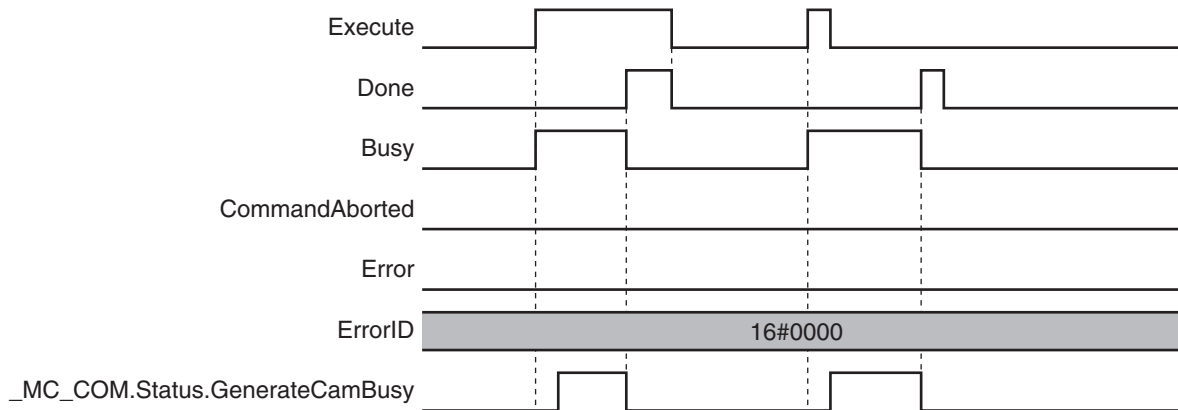 Execute
Done
Busy
CommandAborted
Error
ErrorID
16#0000
_MC_COM.Status.GenerateCamBusy